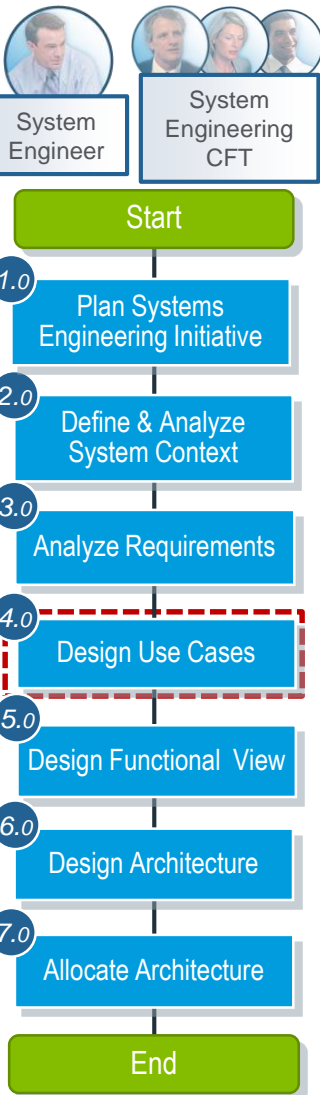 System
Engineer
System
Engineering
CFT
Start
1.0
Plan Systems
Engineering Initiative
2.0
Define & Analyze
System Context
3.0
Analyze Requirements
4.0
Design Use Cases
5.0
Design Functional View
6.0
Design Architecture
7.0
Allocate Architecture
End